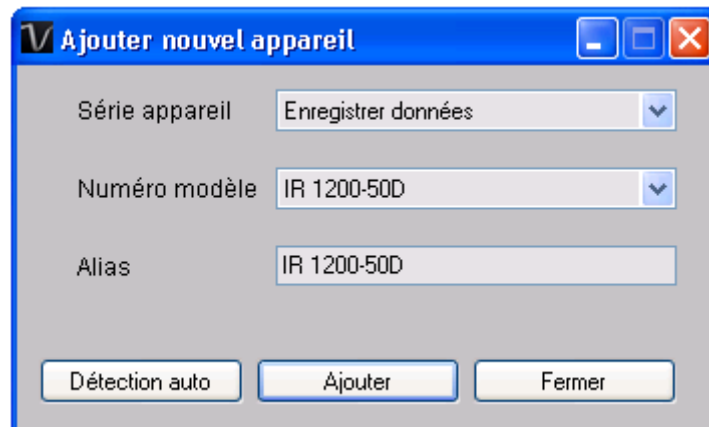 Ajouter nouvel appareil
Série appareil Enregistrer données
Numéro modèle IR 1200-50D
Alias IR 1200-50D
Détection auto Ajouter Fermer